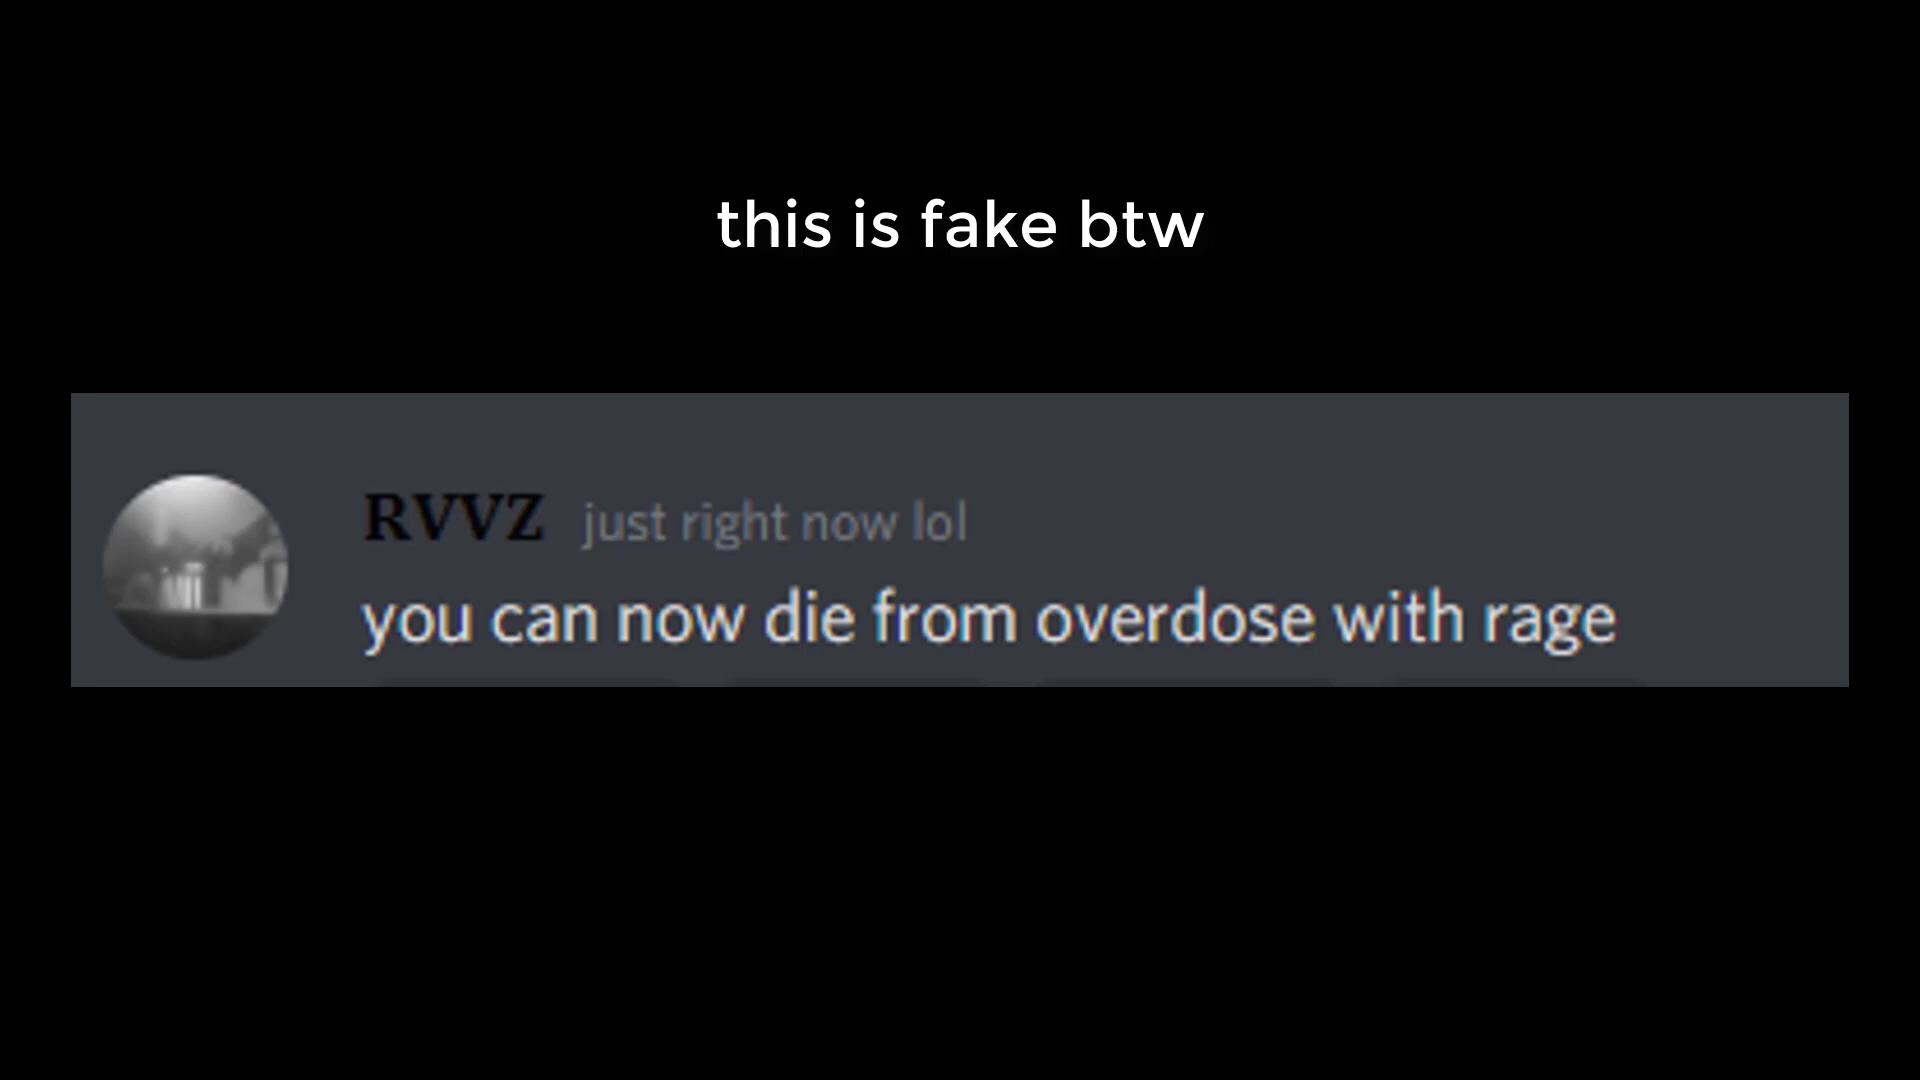 this is fake btw
RVVZ just right now lol
you can now die from overdose with rage